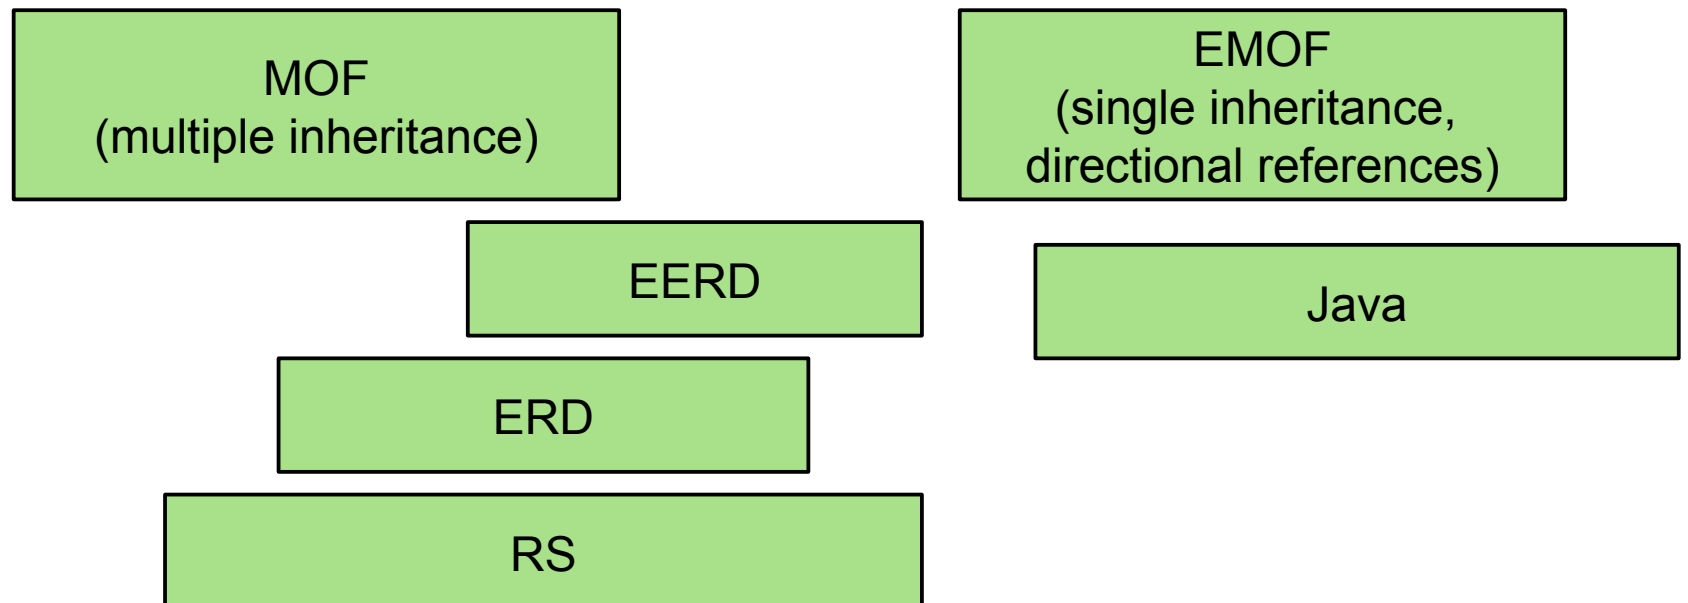 MOF
(multiple inheritance)
EMOF
(single inheritance,
directional references)
EERD
Java
ERD
RS